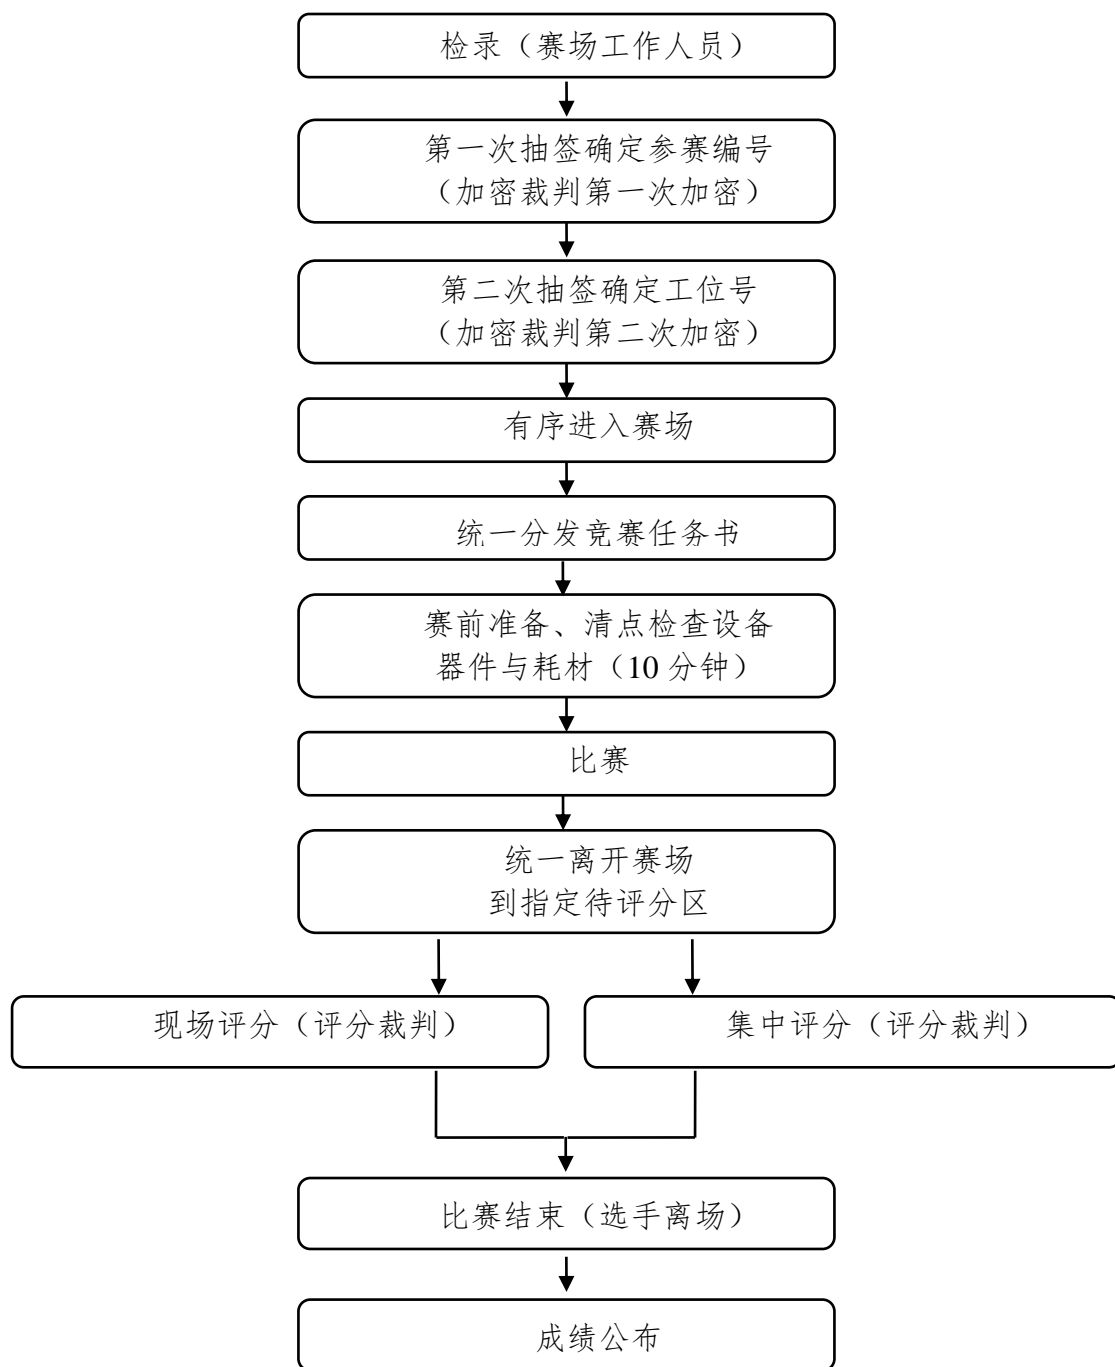 检录（赛场工作人员）
第一次抽签确定参赛编号
（加密裁判第一次加密）
第二次抽签确定工位号
（加密裁判第二次加密）
有序进入赛场
统一分发竞赛任务书
赛前准备、清点检查设备
器件与耗材（10 分钟）
比赛
统一离开赛场
到指定待评分区
现场评分（评分裁判）
集中评分（评分裁判）
比赛结束（选手离场）
成绩公布